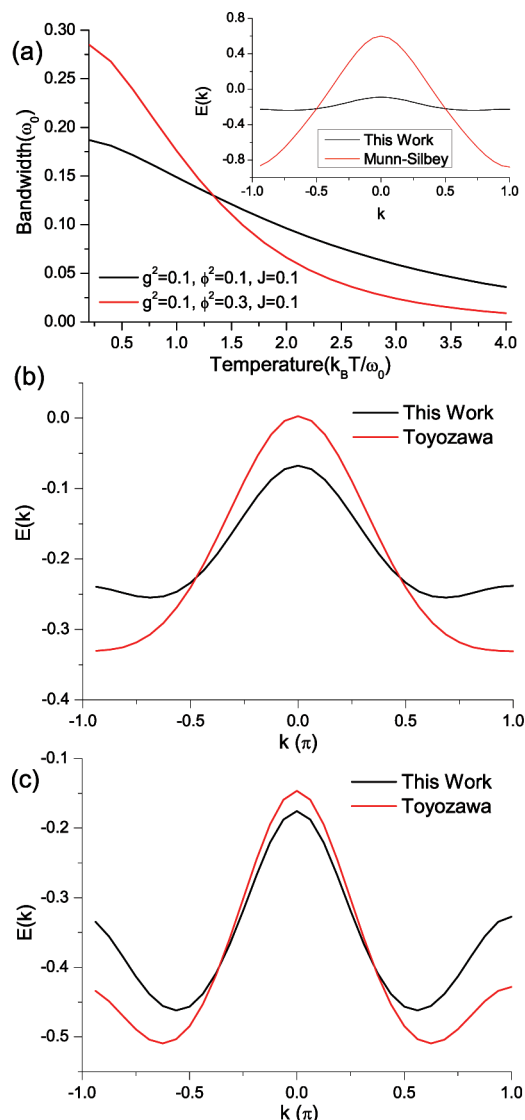 (a)
0.30
0.25
0.20
0.15
0.10
0.05
0.00
Bandwidth(ω₀)
0.5 1.0 1.5 2.0 2.5 3.0 3.5 4.0
Temperature(k_BT/ω₀)
g²=0.1, ϕ²=0.1, J=0.1
g²=0.1, ϕ²=0.3, J=0.1
0.8
0.4
0.0
-0.4
-0.8
E(k)
This Work
Munn-Silbey
-1.0 -0.5 0.0 0.5 1.0
k
(b)
0.0
-0.1
-0.2
-0.3
-0.4
E(k)
This Work
Toyozawa
-1.0 -0.5 0.0 0.5 1.0
k (π)
(c)
-0.1
-0.2
-0.3
-0.4
-0.5
E(k)
This Work
Toyozawa
-1.0 -0.5 0.0 0.5 1.0
k (π)